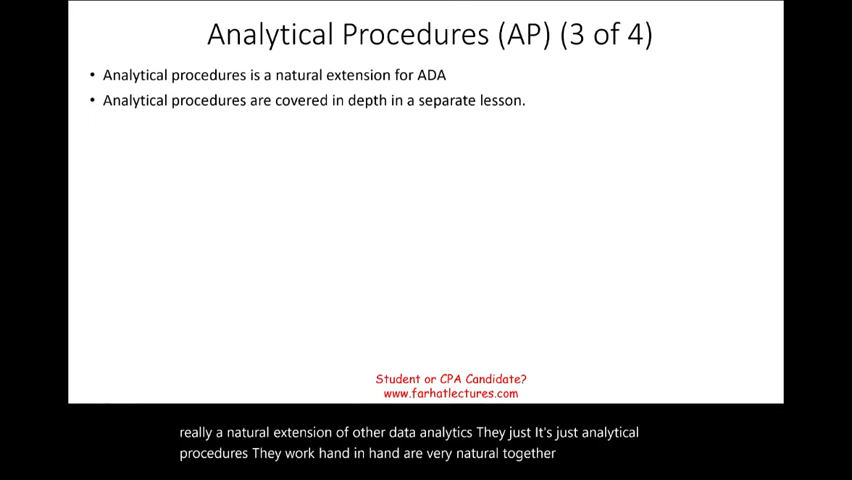 Analytical Procedures (AP) (3 of 4)
• Analytical procedures is a natural extension for ADA
• Analytical procedures are covered in depth in a separate lesson.
Student or CPA Candidate?
www.farhatlectures.com
really a natural extension of other data analytics They just It's just analytical
procedures They work hand in hand are very natural together